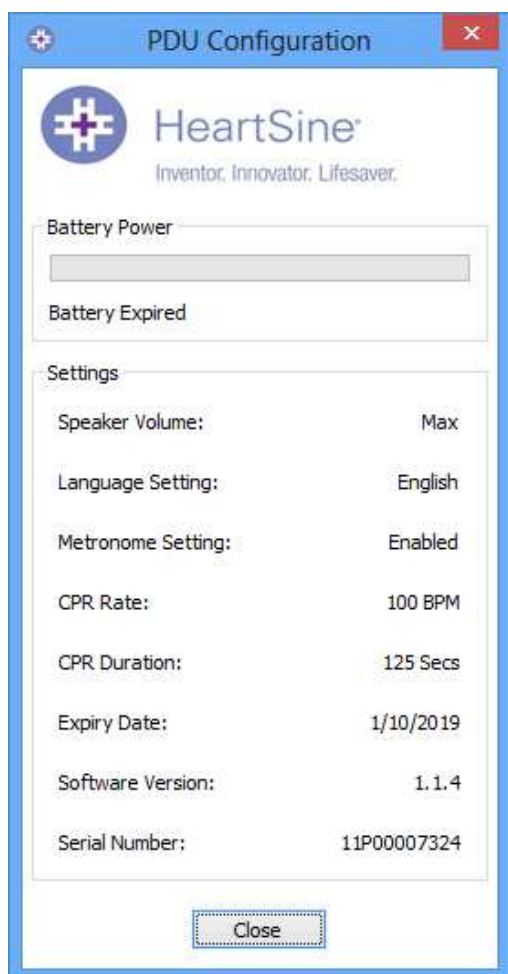 PDU Configuration
HeartSine
Inventor. Innovator. Lifesaver.
Battery Power
Battery Expired
Settings
Speaker Volume: Max
Language Setting: English
Metronome Setting: Enabled
CPR Rate: 100 BPM
CPR Duration: 125 Secs
Expiry Date: 1/10/2019
Software Version: 1.1.4
Serial Number: 11P00007324
Close